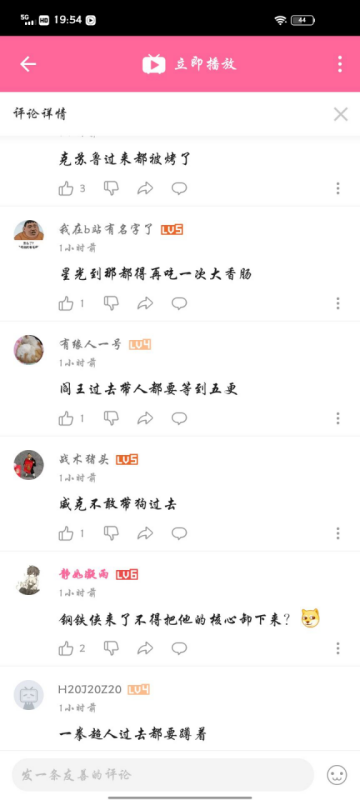 5G HD 19:54 44
立即播放
评论详情
克苏鲁过来都被烤了
3
我在b站有名字了 LV5
1小时前
星光到那都得再吃一次大香肠
1
有缘人一号 LV4
1小时前
阎王过去带人都要等到五更
1
战术猪头 LV5
1小时前
威克不敢带狗过去
1
静如凝雨 LV6
1小时前
钢铁侠来了不得把他的核心卸下来？
2
H20J20Z20 LV4
1小时前
一拳超人过去都要蹲着
发一条友善的评论